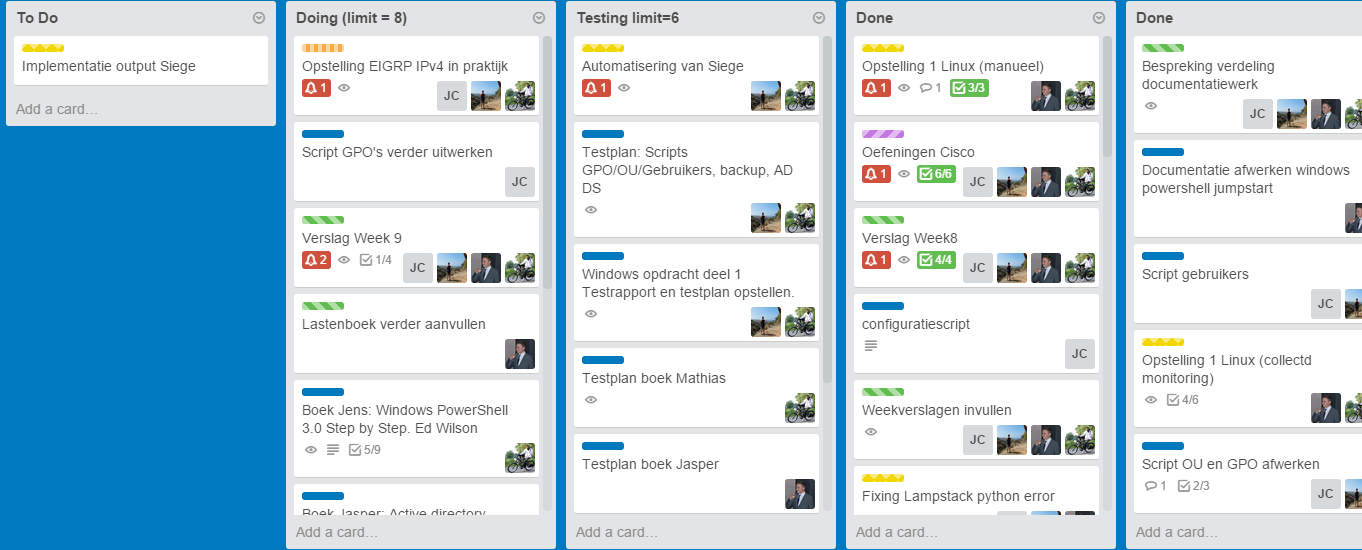 To Do
Implementatie output Siege
Add a card…
Doing (limit = 8)
Opstelling EIGRP IPv4 in praktijk
1
JC
Script GPO's verder uitwerken
JC
Verslag Week 9
2 1/4
JC
Lastenboek verder aanvullen
Boek Jens: Windows PowerShell
3.0 Step by Step. Ed Wilson
5/9
Boek Jasper: Active directory
Add a card…
Testing limit=6
Automatisering van Siege
1
Testplan: Scripts
GPO/OU/Gebruikers, backup, AD
DS
Windows opdracht deel 1
Testrapport en testplan opstellen.
Testplan boek Mathias
Testplan boek Jasper
Add a card…
Done
Opstelling 1 Linux (manueel)
1 1 3/3
Oefeningen Cisco
1 6/6
JC
Verslag Week8
1 4/4
JC
configuratiescript
JC
Weekverslagen invullen
JC
Fixing Lampstack python error
Add a card…
Done
Bespreking verdeling
documentatiewerk
JC
Documentatie afwerken windows
powershell jumpstart
Script gebruikers
JC
Opstelling 1 Linux (collectd
monitoring)
4/6
Script OU en GPO afwerken
1 2/3
JC
Add a card…